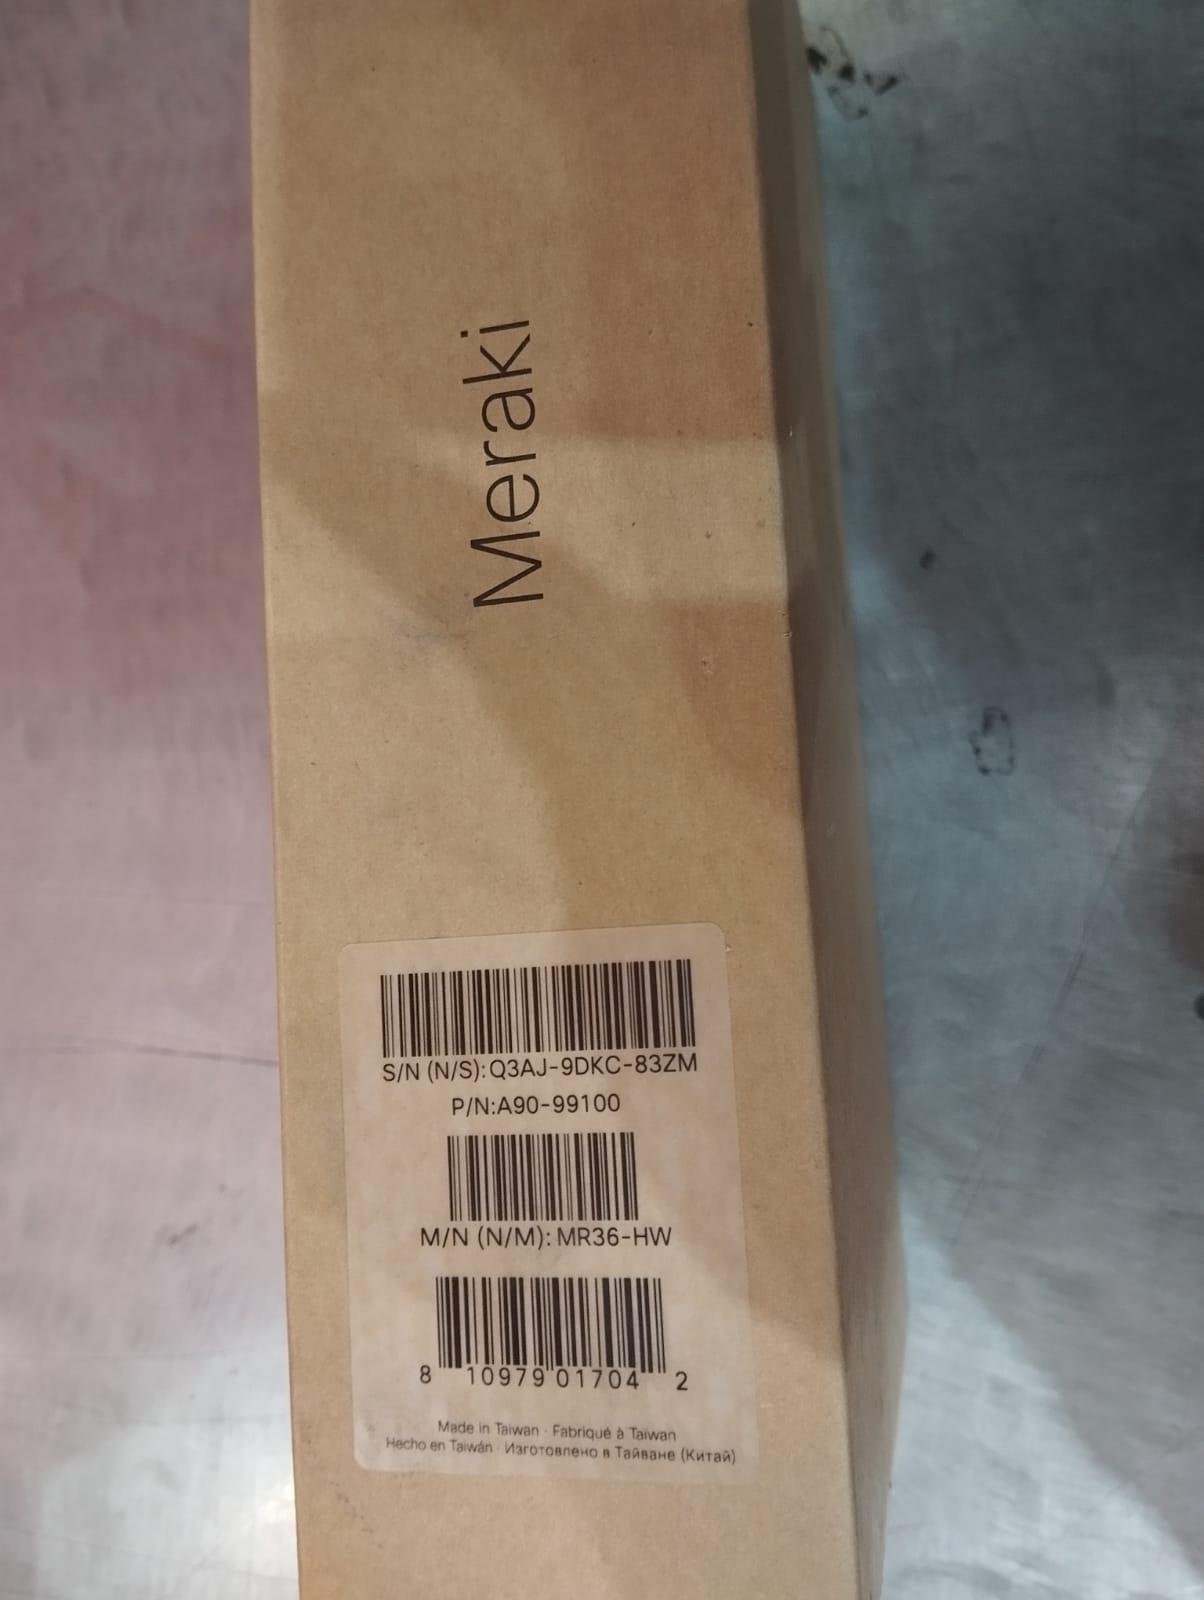 Meraki
S/N (N/S):Q3AJ-9DKC-83ZM
P/N:A90-99100
M/N (N/M): MR36-HW
8 10979 01704 2
Made in Taiwan · Fabriqué à Taiwan
Hecho en Taiwán · Изготовлено в Тайване (Китай)